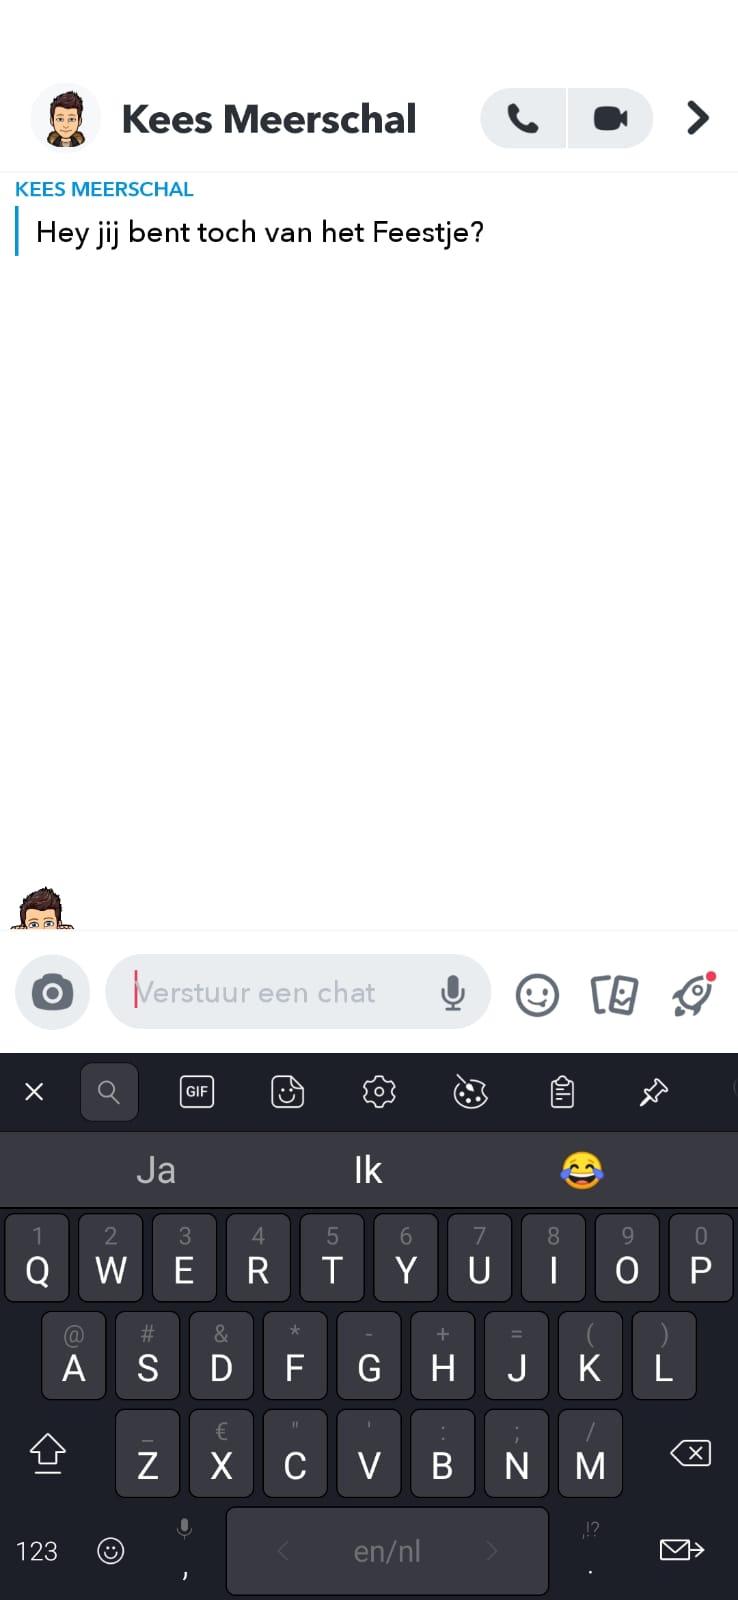 Kees Meerschal
KEES MEERSCHAL
Hey jij bent toch van het Feestje?
Verstuur een chat
GIF
Ja Ik 😂
1 2 3 4 5 6 7 8 9 0
Q W E R T Y U I O P
@ # & * - + = ( )
A S D F G H J K L
_ € " ' : ; /
Z X C V B N M
123 , < en/nl > ,!? .